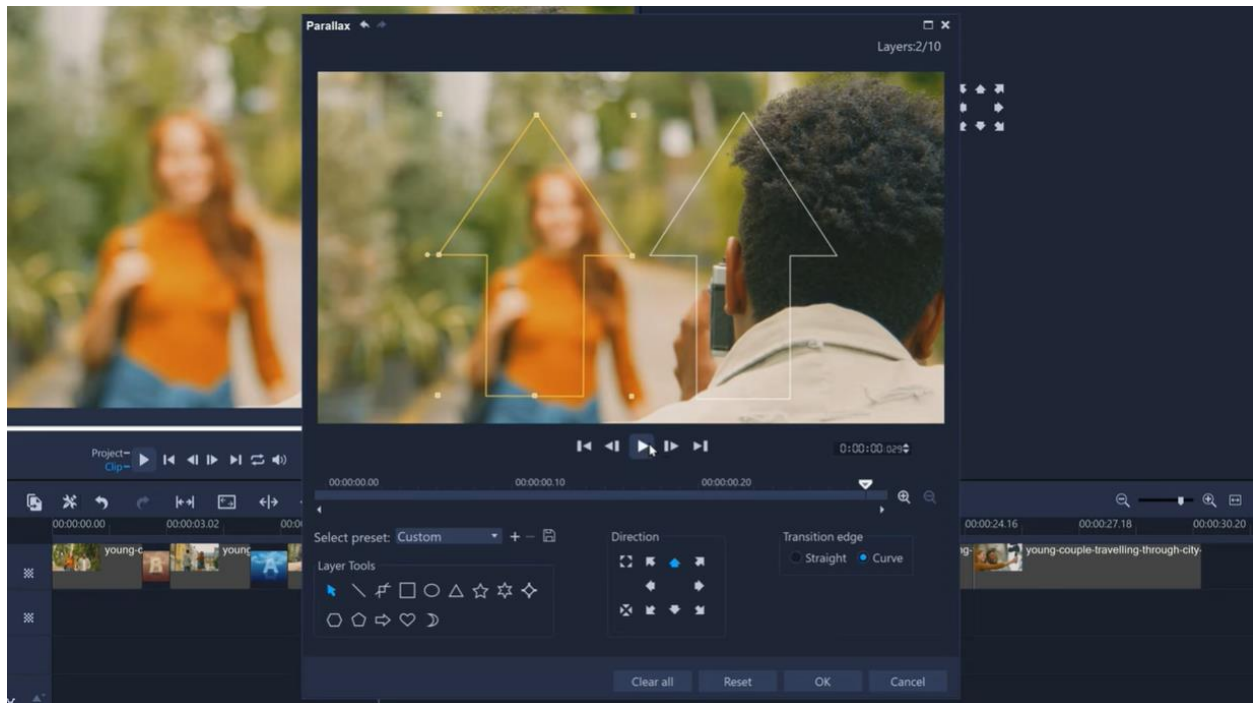 Parallax
Layers:2/10
0:00:00.029
Project
Clip
00:00:00.00 00:00:00.10 00:00:00.20
00:00:00.00 00:00:03.02 00:00:24.16 00:00:27.18 00:00:30.20
Select preset: Custom
Direction
Transition edge
Straight Curve
young-c young young-couple-travelling-through-city-
Layer Tools
Clear all Reset OK Cancel